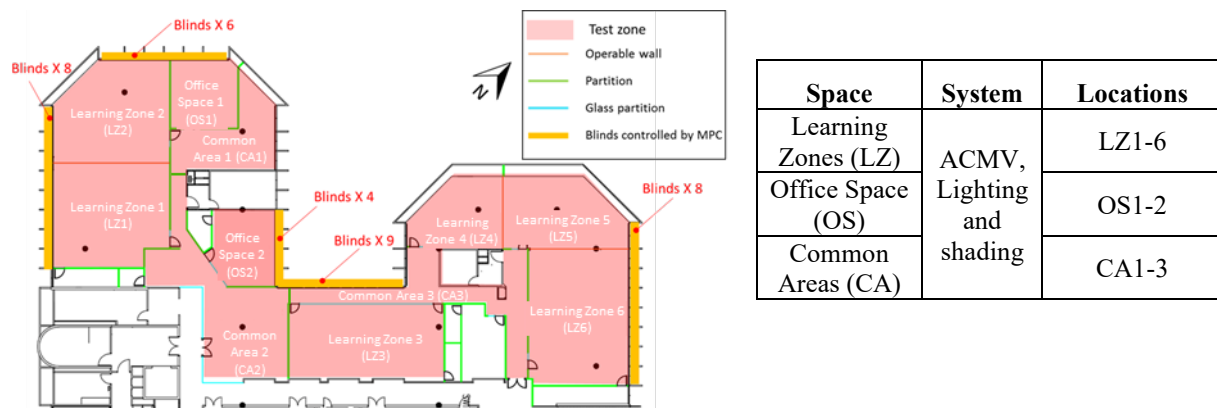 Blinds X 6
Blinds X 8
Learning Zone 2
(LZ2)
Office
Space 1
(OS1)
Common
Area 1 (CA1)
Learning Zone 1
(LZ1)
Office
Space 2
(OS2)
Blinds X 4
Blinds X 9
Common Area 3 (CA3)
Common
Area 2
(CA2)
Learning Zone 3
(LZ3)
Learning
Zone 4 (LZ4)
Learning Zone 5
(LZ5)
Learning Zone 6
(LZ6)
Blinds X 8
N
Test zone
Operable wall
Partition
Glass partition
Blinds controlled by MPC
Space System Locations
Learning
Zones (LZ)
LZ1-6
Office Space
(OS)
OS1-2
Common
Areas (CA)
CA1-3
ACMV,
Lighting
and
shading